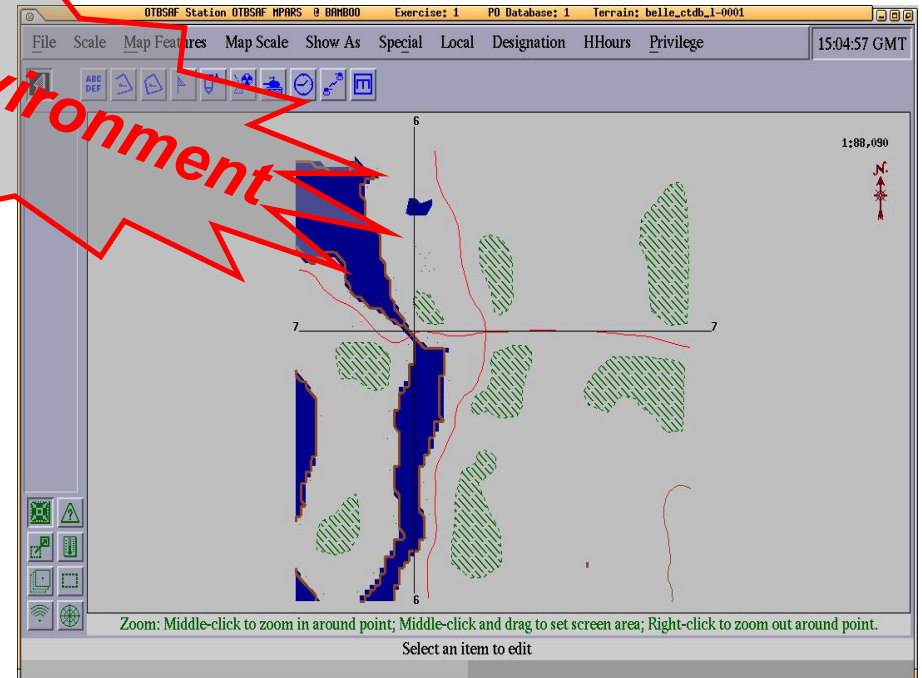 OTBSAF Station OTBSAF MPARS @ BAMBOO Exercise: 1 PO Database: 1 Terrain: belle_ctdb_l-0001
File Scale Map Features Map Scale Show As Special Local Designation HHours Privilege 15:04:57 GMT
ABC
DEF
vironment
6
1:88,090
N
7
7
6
Zoom: Middle-click to zoom in around point; Middle-click and drag to set screen area; Right-click to zoom out around point.
Select an item to edit